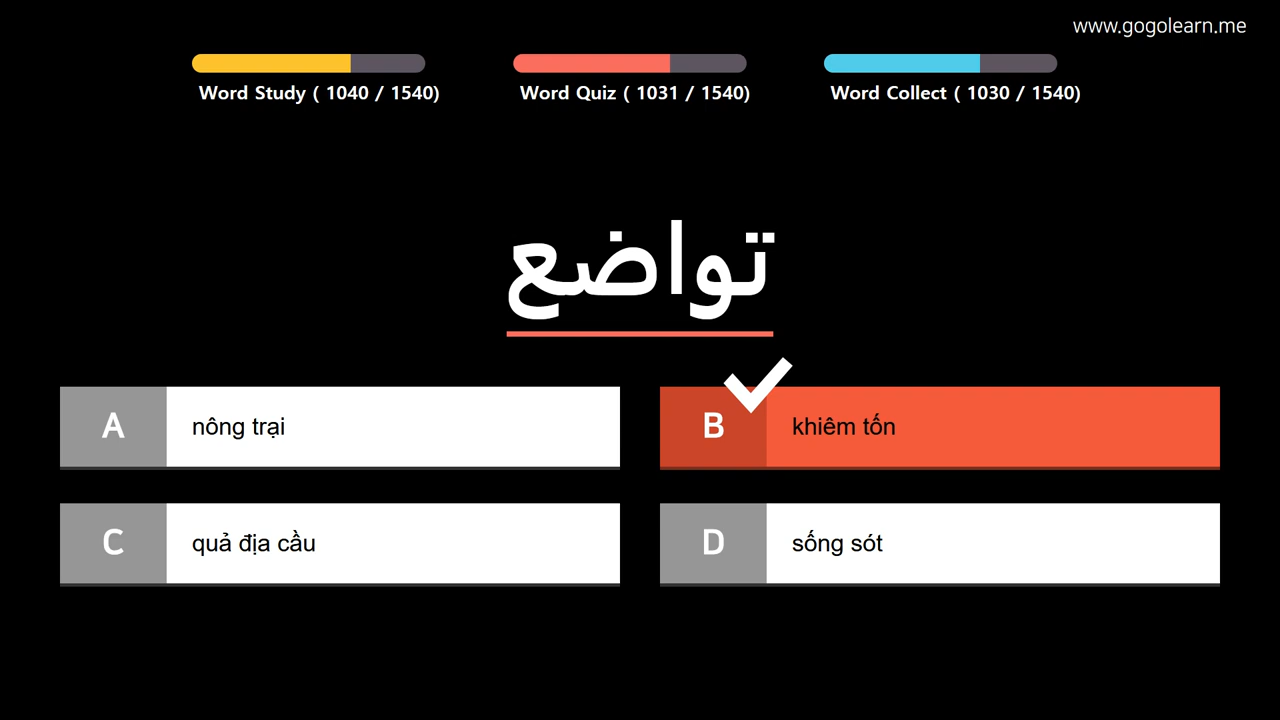 www.gogolearn.me
Word Study ( 1040 / 1540)
Word Quiz ( 1031 / 1540)
Word Collect ( 1030 / 1540)
تواضع
A nông trại
B khiêm tốn
C quả địa cầu
D sống sót